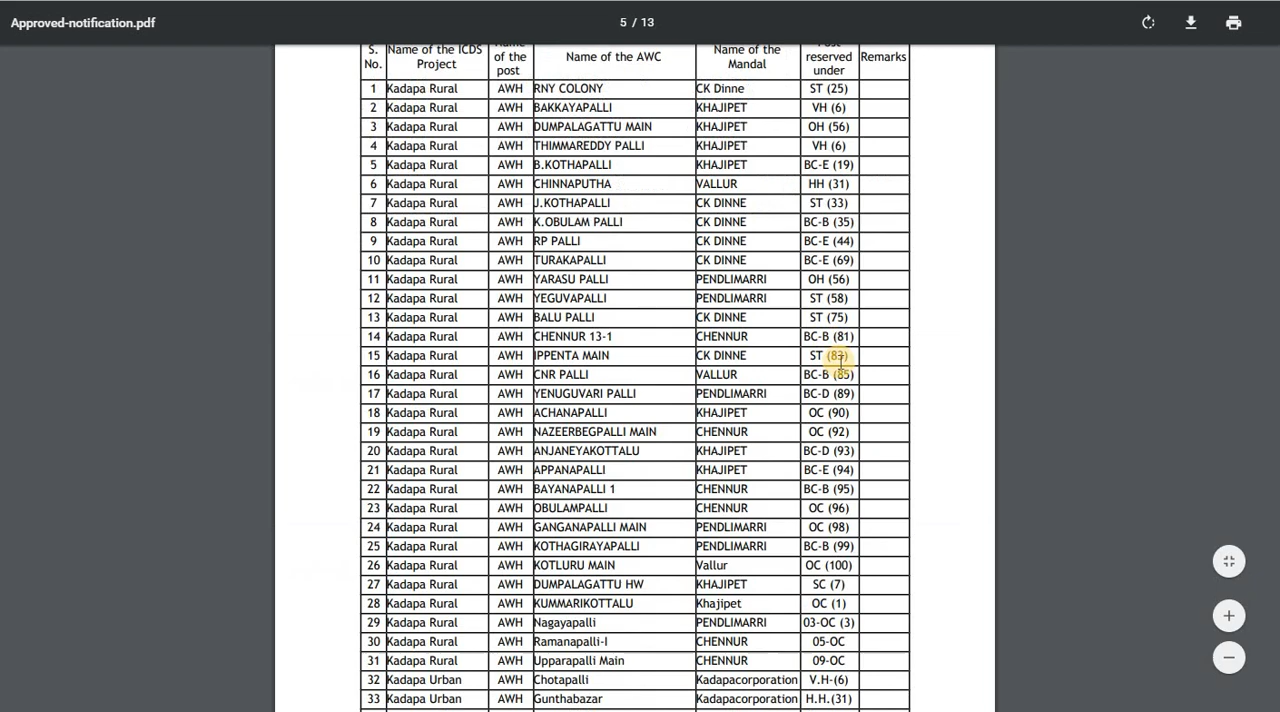 Approved-notification.pdf 5 / 13
S. No. Name of the ICDS Project Name of the post Name of the AWC Name of the Mandal Post reserved under Remarks
1 Kadapa Rural AWH RNY COLONY CK Dinne ST (25)
2 Kadapa Rural AWH BAKKAYAPALLI KHAJIPET VH (6)
3 Kadapa Rural AWH DUMPALAGATTU MAIN KHAJIPET OH (56)
4 Kadapa Rural AWH THIMMAREDDY PALLI KHAJIPET VH (6)
5 Kadapa Rural AWH B.KOTHAPALLI KHAJIPET BC-E (19)
6 Kadapa Rural AWH CHINNAPUTHA VALLUR HH (31)
7 Kadapa Rural AWH J.KOTHAPALLI CK DINNE ST (33)
8 Kadapa Rural AWH K.OBULAM PALLI CK DINNE BC-B (35)
9 Kadapa Rural AWH RP PALLI CK DINNE BC-E (44)
10 Kadapa Rural AWH TURAKAPALLI CK DINNE BC-E (69)
11 Kadapa Rural AWH YARASU PALLI PENDLIMARRI OH (56)
12 Kadapa Rural AWH YEGUVAPALLI PENDLIMARRI ST (58)
13 Kadapa Rural AWH BALU PALLI CK DINNE ST (75)
14 Kadapa Rural AWH CHENNUR 13-1 CHENNUR BC-B (81)
15 Kadapa Rural AWH IPPENTA MAIN CK DINNE ST (83)
16 Kadapa Rural AWH CNR PALLI VALLUR BC-B (85)
17 Kadapa Rural AWH YENUGUVARI PALLI PENDLIMARRI BC-D (89)
18 Kadapa Rural AWH ACHANAPALLI KHAJIPET OC (90)
19 Kadapa Rural AWH NAZEERBEGPALLI MAIN CHENNUR OC (92)
20 Kadapa Rural AWH ANJANEYAKOTTALU KHAJIPET BC-D (93)
21 Kadapa Rural AWH APPANAPALLI KHAJIPET BC-E (94)
22 Kadapa Rural AWH BAYANAPALLI 1 CHENNUR BC-B (95)
23 Kadapa Rural AWH OBULAMPALLI CHENNUR OC (96)
24 Kadapa Rural AWH GANGANAPALLI MAIN PENDLIMARRI OC (98)
25 Kadapa Rural AWH KOTHAGIRAYAPALLI PENDLIMARRI BC-B (99)
26 Kadapa Rural AWH KOTLURU MAIN Vallur OC (100)
27 Kadapa Rural AWH DUMPALAGATTU HW KHAJIPET SC (7)
28 Kadapa Rural AWH KUMMARIKOTTALU Khajipet OC (1)
29 Kadapa Rural AWH Nagayapalli PENDLIMARRI 03-OC (3)
30 Kadapa Rural AWH Ramanapalli-I CHENNUR 05-OC
31 Kadapa Rural AWH Upparapalli Main CHENNUR 09-OC
32 Kadapa Urban AWH Chotapalli Kadapacorporation V.H-(6)
33 Kadapa Urban AWH Gunthabazar Kadapacorporation H.H.(31)